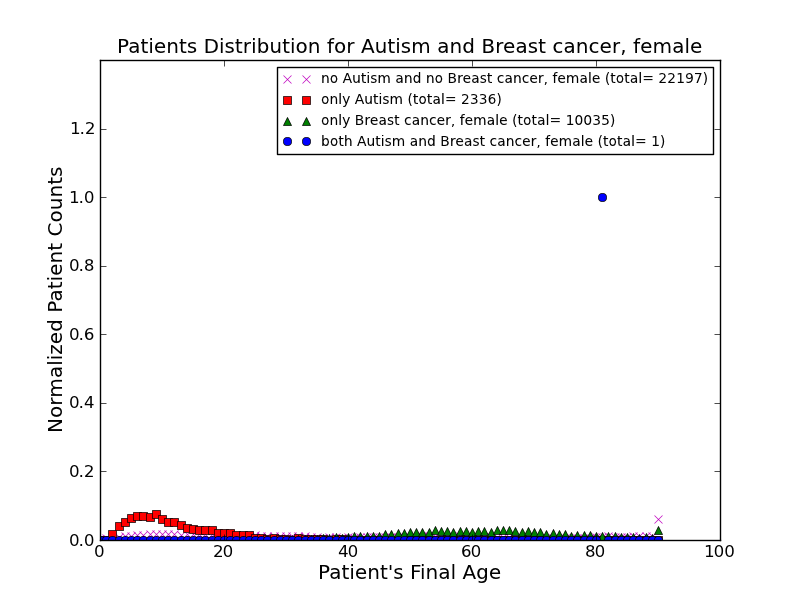 Patients Distribution for Autism and Breast cancer, female
no Autism and no Breast cancer, female (total= 22197)
only Autism (total= 2336)
only Breast cancer, female (total= 10035)
both Autism and Breast cancer, female (total= 1)
Normalized Patient Counts
1.2
1.0
0.8
0.6
0.4
0.2
0.0
0 20 40 60 80 100
Patient's Final Age